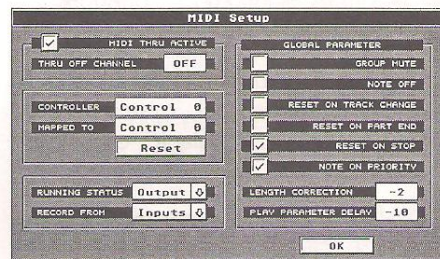 MIDI Setup
MIDI THRU ACTIVE
THRU OFF CHANNEL OFF
CONTROLLER Control 0
MAPPED TO Control 0
Reset
RUNNING STATUS Output
RECORD FROM Inputs
GLOBAL PARAMETER
GROUP MUTE
NOTE OFF
RESET ON TRACK CHANGE
RESET ON PART END
RESET ON STOP
NOTE ON PRIORITY
LENGTH CORRECTION -2
PLAY PARAMETER DELAY -10
OK